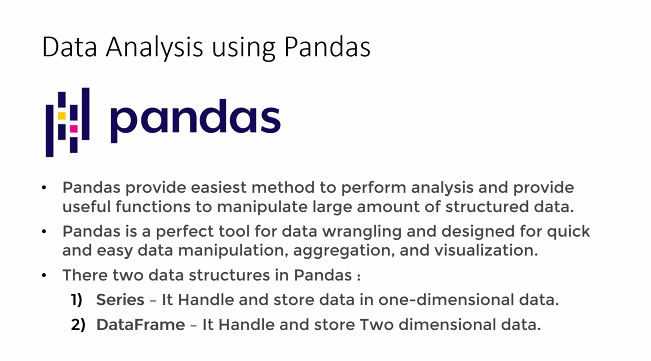 Data Analysis using Pandas
pandas
• Pandas provide easiest method to perform analysis and provide
useful functions to manipulate large amount of structured data.
• Pandas is a perfect tool for data wrangling and designed for quick
and easy data manipulation, aggregation, and visualization.
• There two data structures in Pandas :
1) Series – It Handle and store data in one-dimensional data.
2) DataFrame – It Handle and store Two dimensional data.